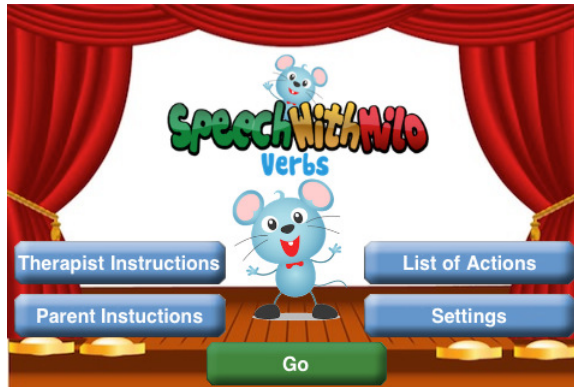 SpeechWithMilo
Verbs
Therapist Instructions
List of Actions
Parent Instuctions
Settings
Go